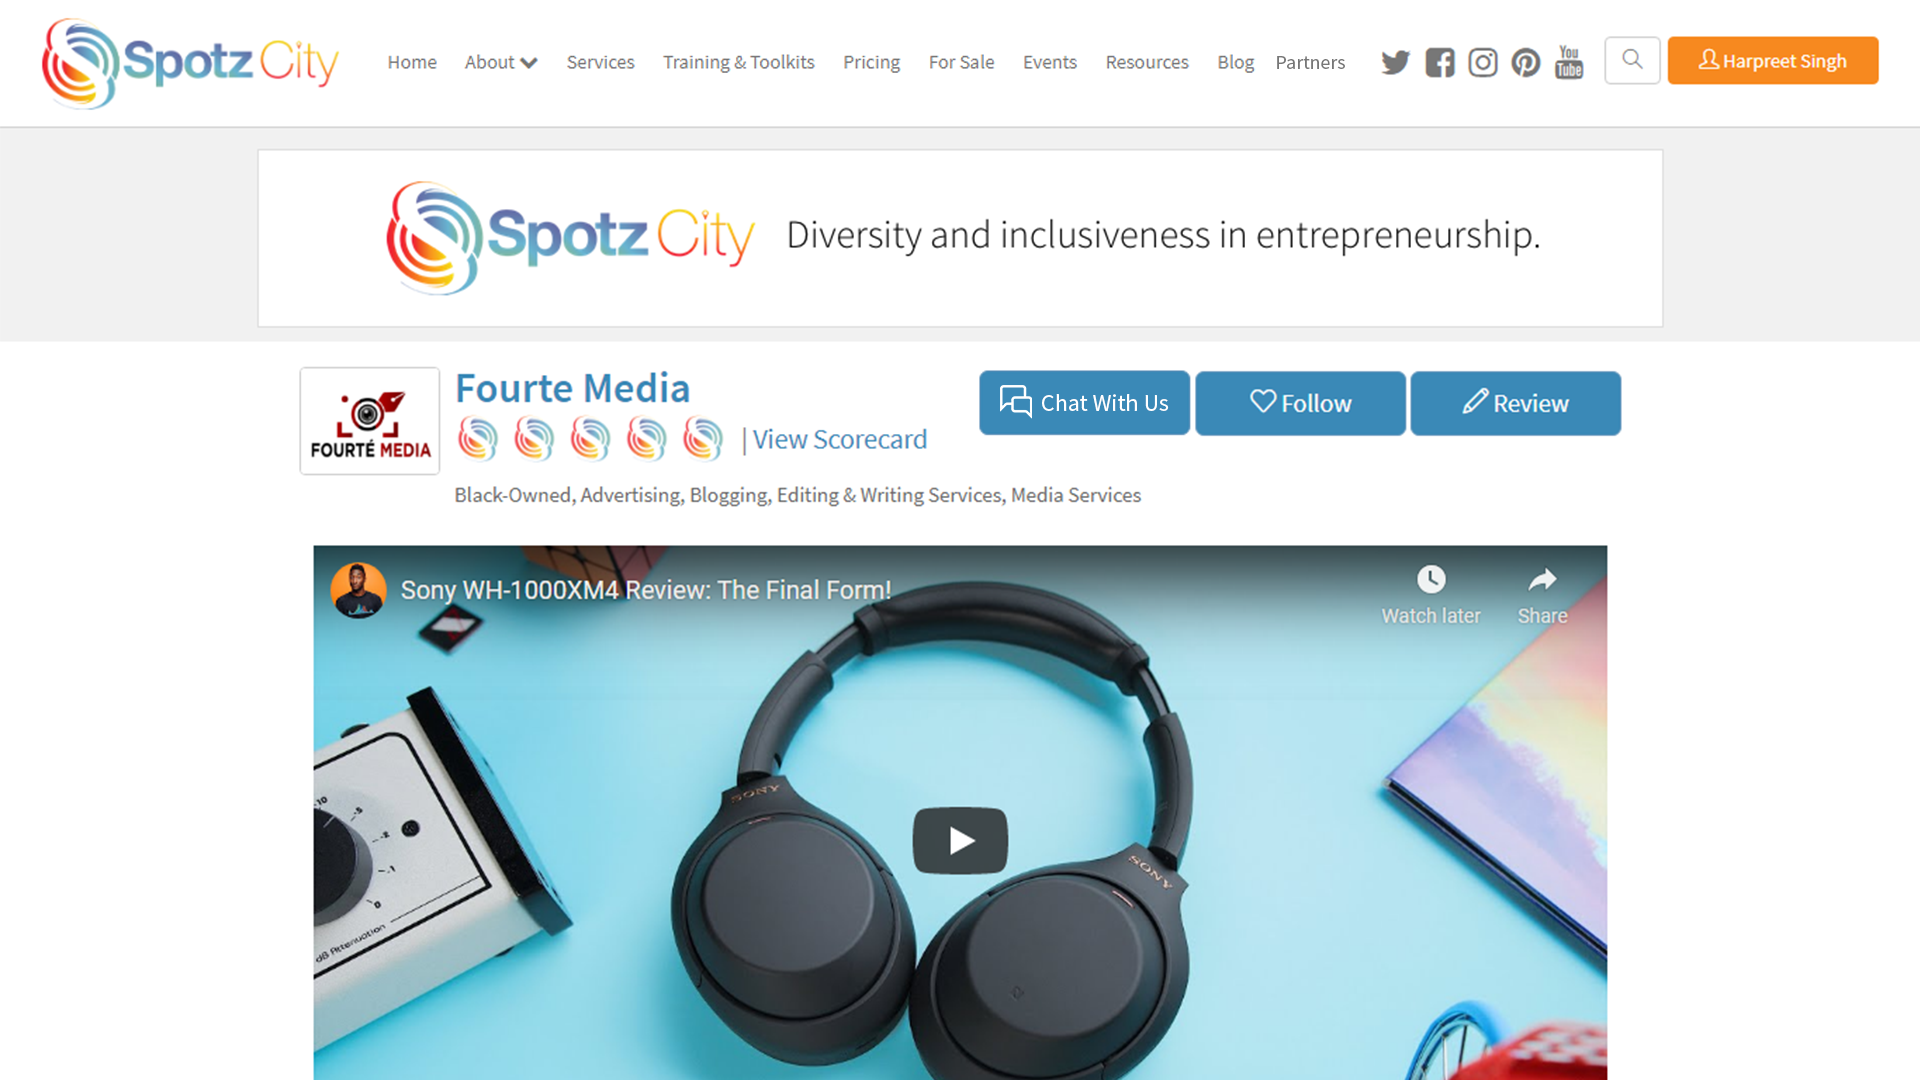 Spotz City
Home About Services Training & Toolkits Pricing For Sale Events Resources Blog Partners You Tube Harpreet Singh
Spotz City Diversity and inclusiveness in entrepreneurship.
Fourte Media
FOURTÉ MEDIA
Chat With Us Follow Review
| View Scorecard
Black-Owned, Advertising, Blogging, Editing & Writing Services, Media Services
Sony WH-1000XM4 Review: The Final Form!
Watch later Share
SONY
SONY
-10
-5
-2
-1
0
dB Attenuation